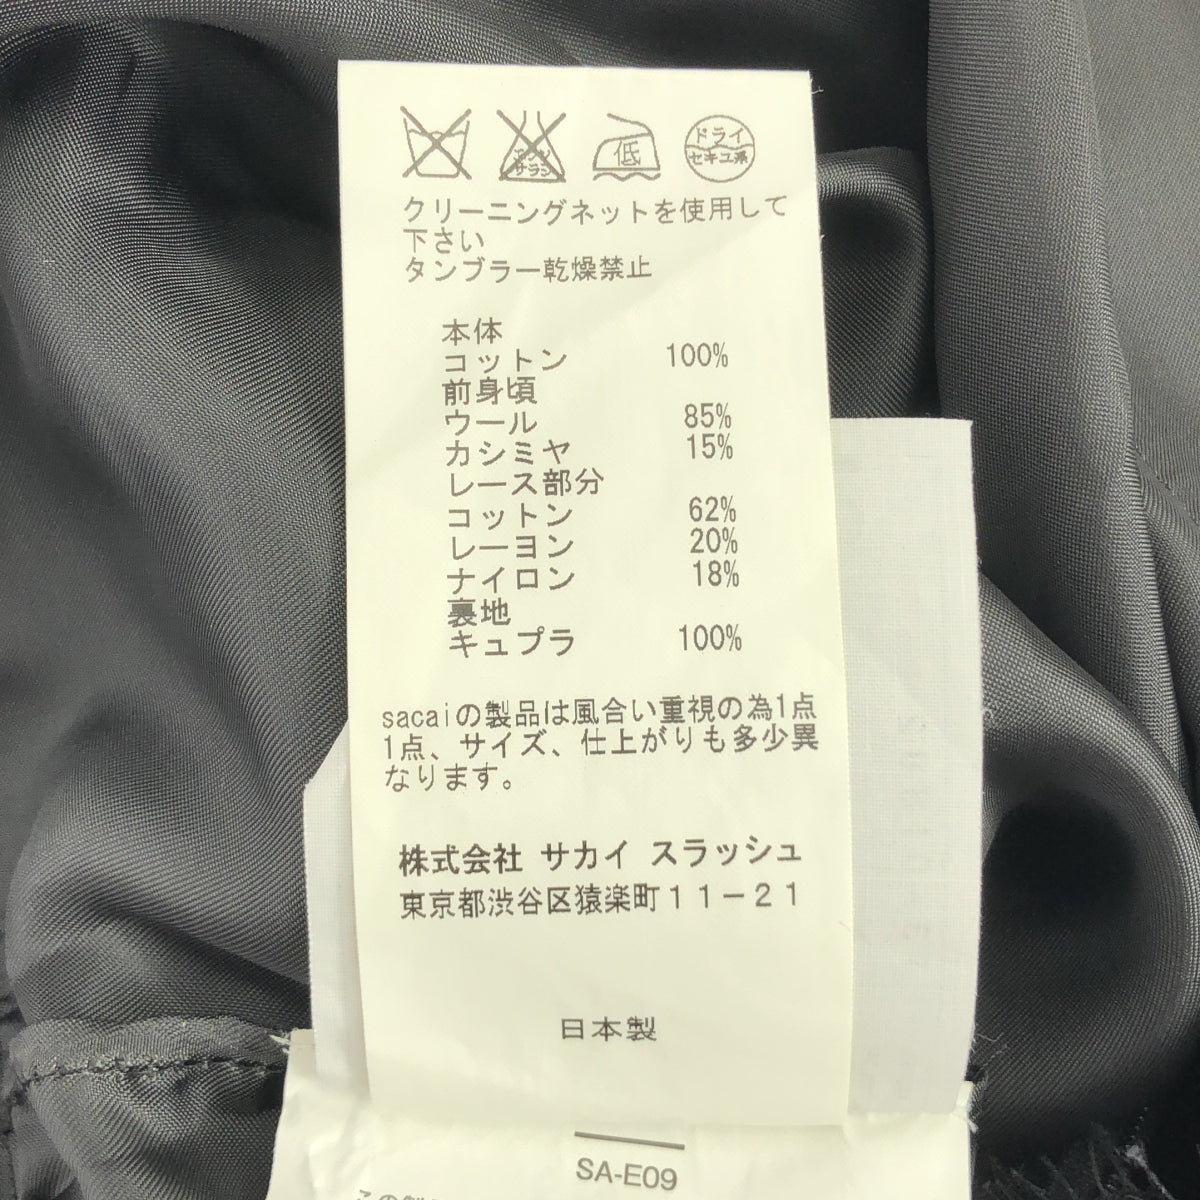 低
ドライ
セキユ系
クリーニングネットを使用して
下さい
タンブラー乾燥禁止
本体
コットン 100%
前身頃
ウール 85%
カシミヤ 15%
レース部分
コットン 62%
レーヨン 20%
ナイロン 18%
裏地
キュプラ 100%
sacaiの製品は風合い重視の為1点
1点、サイズ、仕上がりも多少異
なります。
株式会社 サカイ スラッシュ
東京都渋谷区猿楽町11-21
日本製
SA-E09